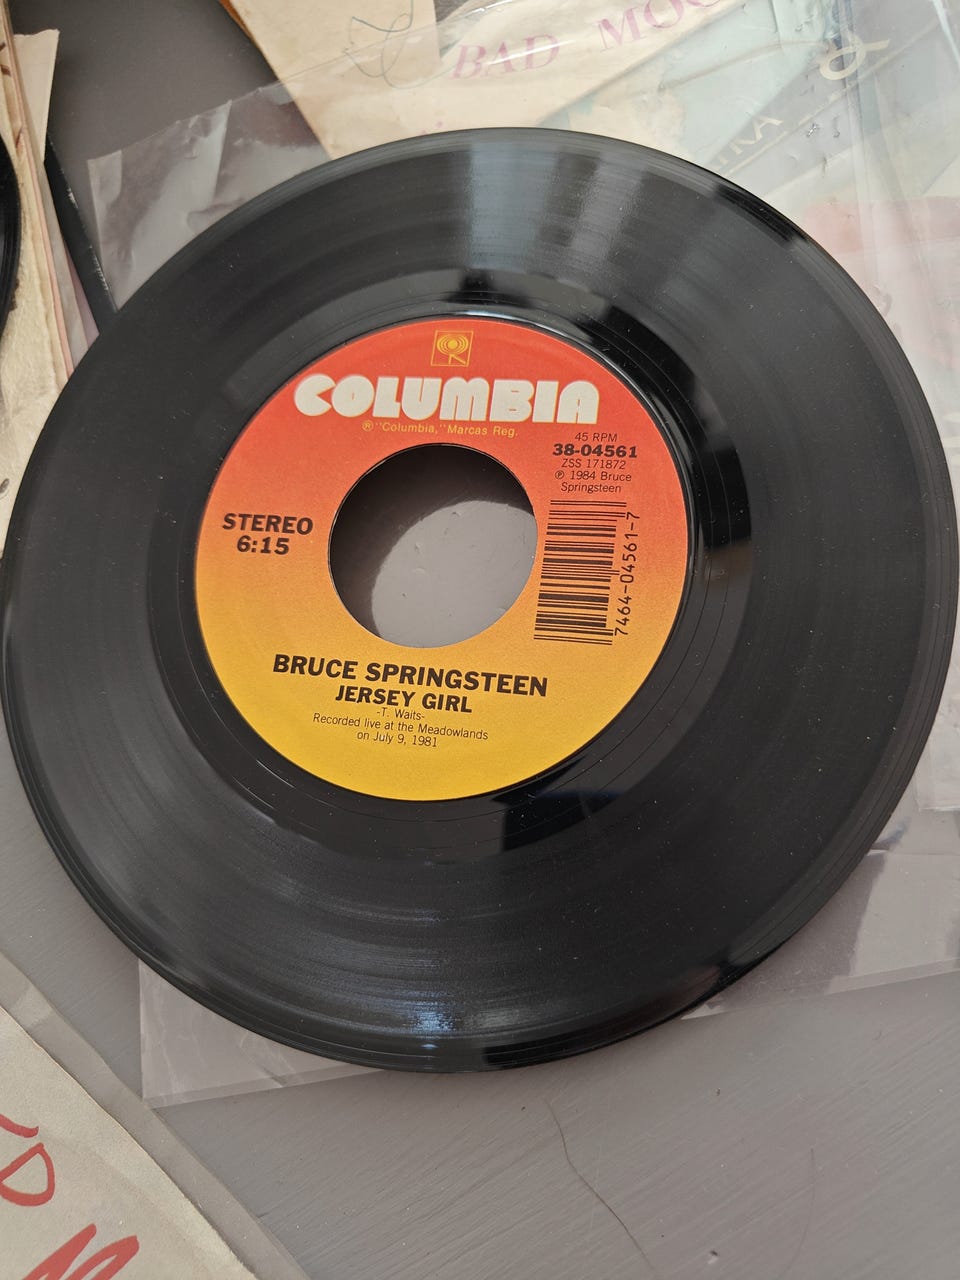 BAD MOO
COLUMBIA
® "Columbia," Marcas Reg.
45 RPM
38-04561
ZSS 171872
℗ 1984 Bruce
Springsteen
STEREO
6:15
7464-04561-7
BRUCE SPRINGSTEEN
JERSEY GIRL
-T. Waits-
Recorded live at the Meadowlands
on July 9, 1981